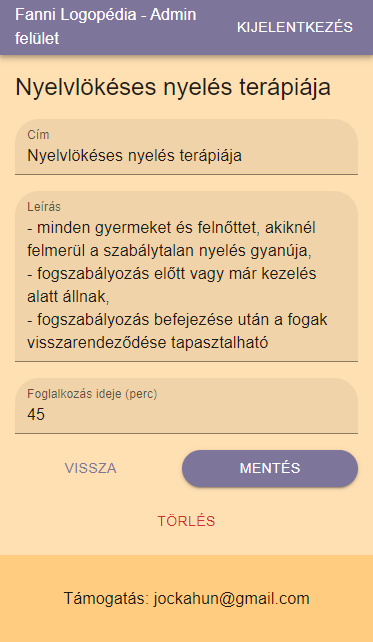 Fanni Logopédia - Admin
felület
KIJELENTKEZÉS
Nyelvlökéses nyelés terápiája
Cím
Nyelvlökéses nyelés terápiája
Leírás
- minden gyermeket és felnőttet, akiknél
felmerül a szabálytalan nyelés gyanúja,
- fogszabályozás előtt vagy már kezelés
alatt állnak,
- fogszabályozás befejezése után a fogak
visszarendeződése tapasztalható
Foglalkozás ideje (perc)
45
VISSZA
MENTÉS
TÖRLÉS
Támogatás: jockahun@gmail.com